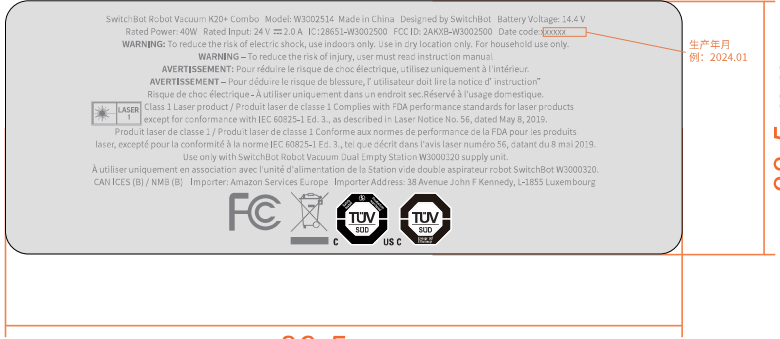 SwitchBot Robot Vacuum K20+ Combo Model: W3002514 Made in China Designed by SwitchBot Battery Voltage: 14.4 V
Rated Power: 40W Rated Input: 24 V ⎓ 2.0 A IC:28651-W3002500 FCC ID: 2AKXB-W3002500 Date code:xxxxx
WARNING: To reduce the risk of electric shock, use indoors only. Use in dry location only. For household use only.
WARNING – To reduce the risk of injury, user must read instruction manual
AVERTISSEMENT: Pour réduire le risque de choc électrique, utilisez uniquement à l'intérieur.
AVERTISSEMENT – Pour déduire le risque de blessure, l' utilisateur doit lire la notice d' instruction"
Risque de choc électrique - À utiliser uniquement dans un endroit sec.Réservé à l'usage domestique.
LASER 1
Class 1 Laser product / Produit laser de classe 1 Complies with FDA performance standards for laser products
except for conformance with IEC 60825-1 Ed. 3., as described in Laser Notice No. 56, dated May 8, 2019.
Produit laser de classe 1 / Produit laser de classe 1 Conforme aux normes de performance de la FDA pour les produits
laser, excepté pour la conformité à la norme IEC 60825-1 Ed. 3., tel que décrit dans l'avis laser numéro 56, datant du 8 mai 2019.
Use only with SwitchBot Robot Vacuum Dual Empty Station W3000320 supply unit.
À utiliser uniquement en association avec l'unité d'alimentation de la Station vide double aspirateur robot SwitchBot W3000320.
CAN ICES (B) / NMB (B) Importer: Amazon Services Europe Importer Address: 38 Avenue John F Kennedy, L-1855 Luxembourg
FC TÜV SÜD C US TÜV SÜD C
生产年月
例：2024.01